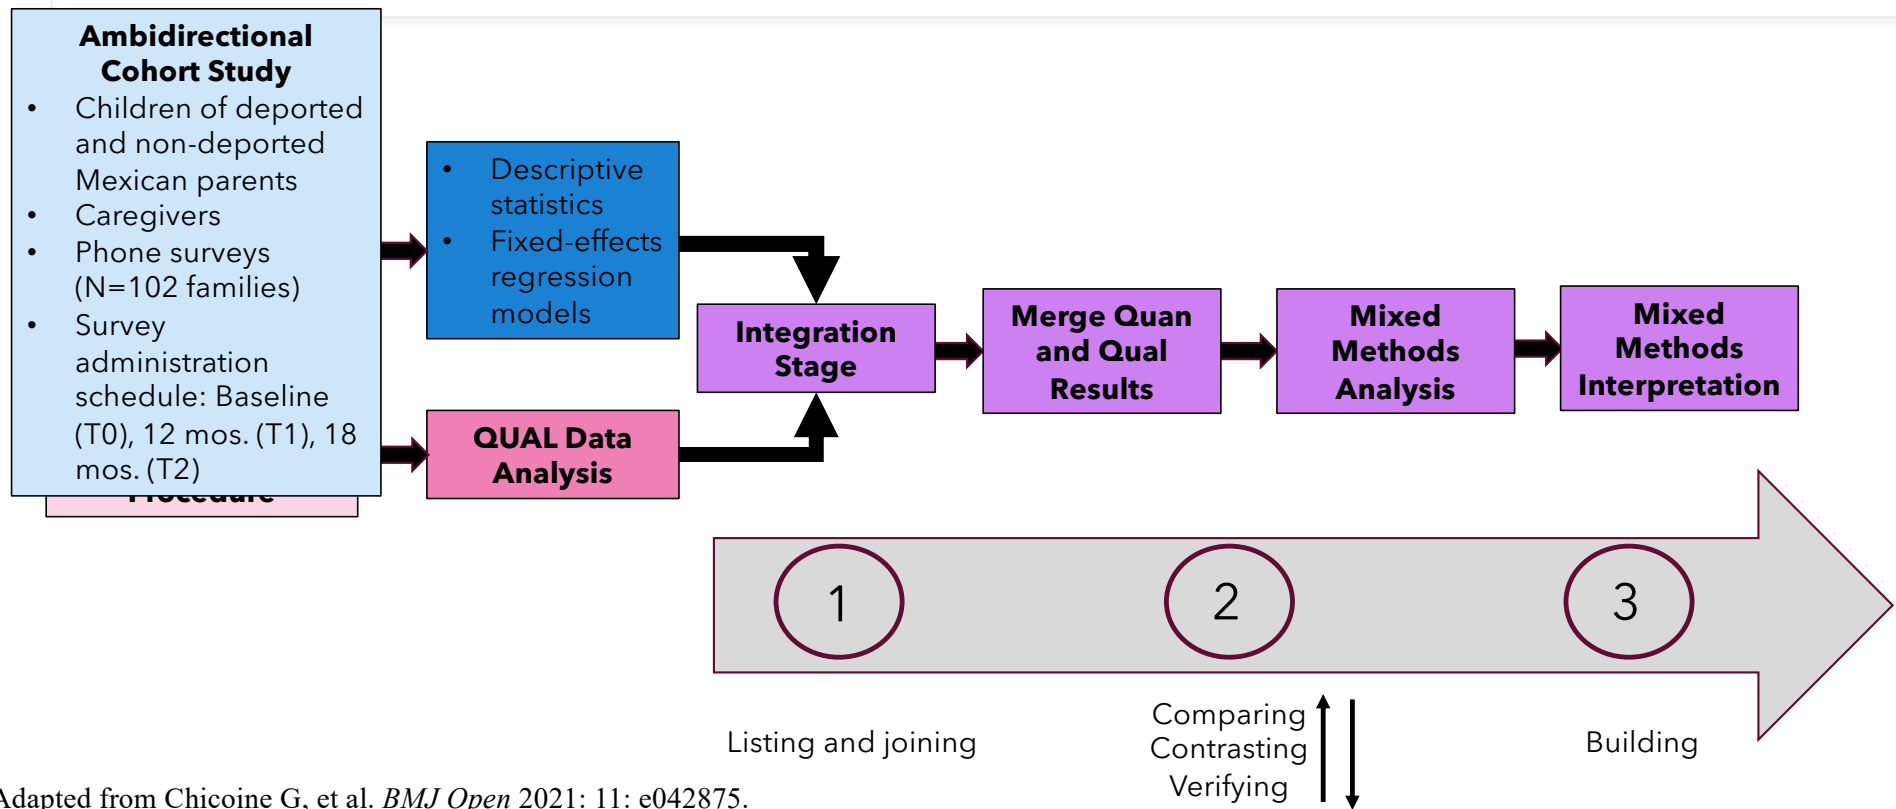 Ambidirectional
Cohort Study
• Children of deported
and non-deported
Mexican parents
• Caregivers
• Phone surveys
(N=102 families)
• Survey
administration
schedule: Baseline
(T0), 12 mos. (T1), 18
mos. (T2)
Procedure
• Descriptive
statistics
• Fixed-effects
regression
models
QUAL Data
Analysis
Integration
Stage
Merge Quan
and Qual
Results
Mixed
Methods
Analysis
Mixed
Methods
Interpretation
1
2
3
Listing and joining
Comparing
Contrasting
Verifying
Building
Adapted from Chicoine G, et al. BMJ Open 2021: 11: e042875.